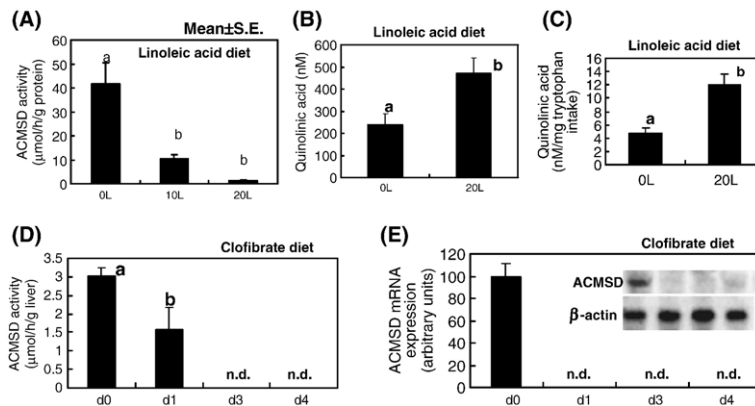 (A)
Mean±S.E.
Linoleic acid diet
ACMSD activity
(μmol/h/g protein)
60
50
40
30
20
10
0
a
b
b
0L
10L
20L
(B)
Linoleic acid diet
Quinolinic acid (nM)
600
500
400
300
200
100
0
a
b
0L
20L
(C)
Linoleic acid diet
Quinolinic acid
(nM/mg tryptophan
intake)
16
14
12
10
8
6
4
2
0
a
b
0L
20L
(D)
Clofibrate diet
ACMSD activity
(μmol/h/g liver)
3.5
3
2.5
2
1.5
1
0.5
0
a
b
n.d.
n.d.
d0
d1
d3
d4
(E)
Clofibrate diet
ACMSD mRNA
expression
(arbitrary units)
120
100
80
60
40
20
0
ACMSD
β-actin
n.d.
n.d.
n.d.
d0
d1
d3
d4